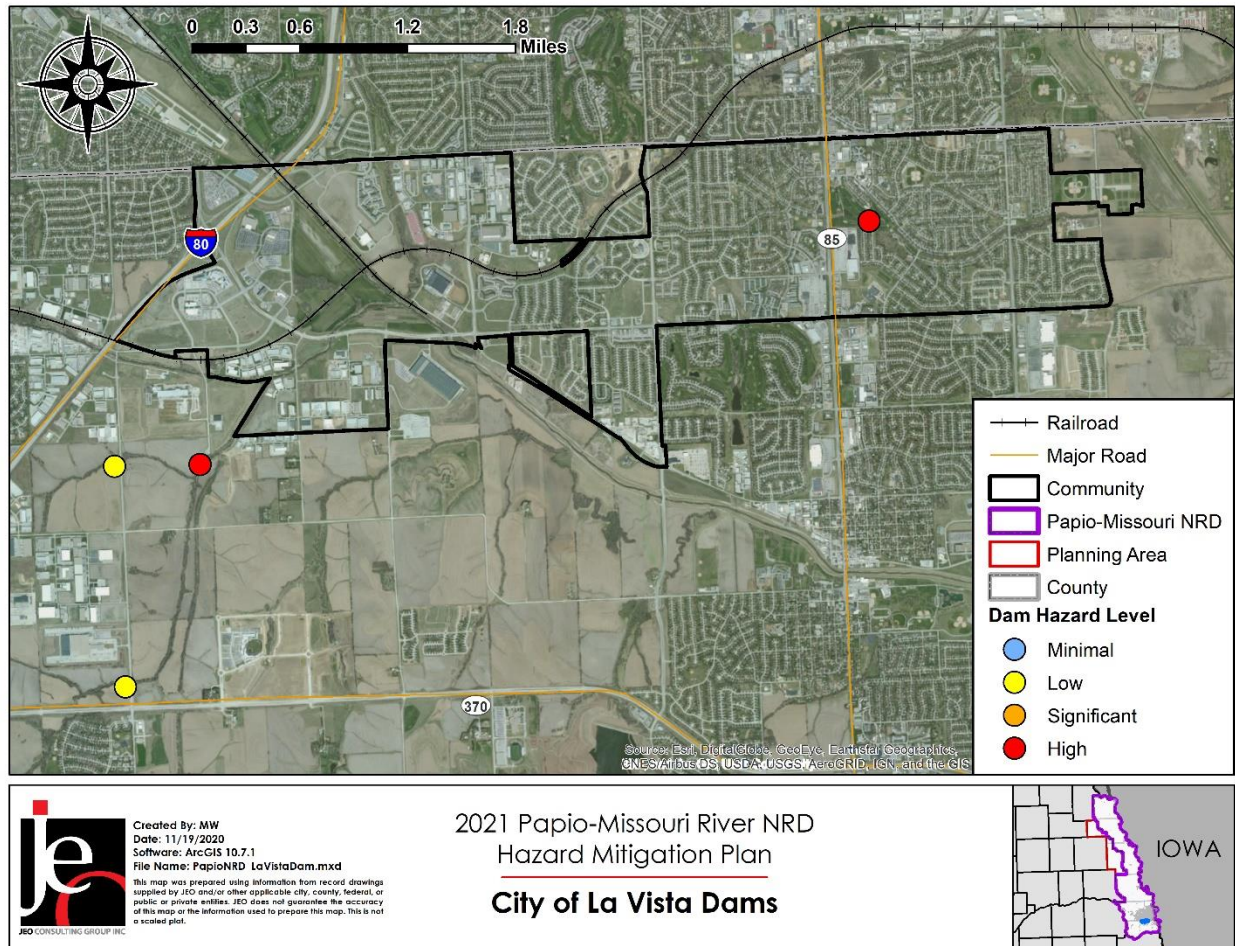 0 0.3 0.6 1.2 1.8
Miles
80
85
370
Railroad
Major Road
Community
Papio-Missouri NRD
Planning Area
County
Dam Hazard Level
Minimal
Low
Significant
High
Source: Esri, DigitalGlobe, GeoEye, Earthstar Geographics,
CNES/Airbus DS, USDA, USGS, AeroGRID, IGN, and the GIS
jeo
JEO CONSULTING GROUP INC
Created By: MW
Date: 11/19/2020
Software: ArcGIS 10.7.1
File Name: PapioNRD_LaVistaDam.mxd
This map was prepared using information from record drawings
supplied by JEO and/or other applicable city, county, federal, or
public or private entities. JEO does not guarantee the accuracy
of this map or the information used to prepare this map. This is not
a scaled plot.
2021 Papio-Missouri River NRD
Hazard Mitigation Plan
City of La Vista Dams
IOWA